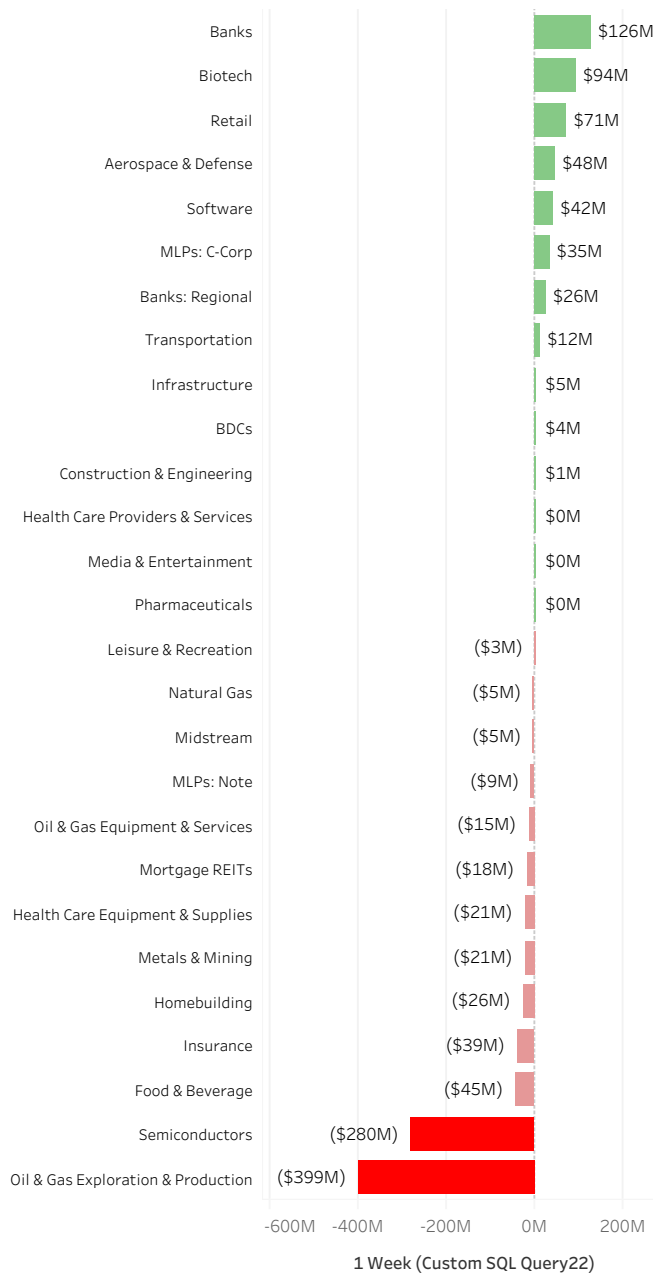 Banks $126M
Biotech $94M
Retail $71M
Aerospace & Defense $48M
Software $42M
MLPs: C-Corp $35M
Banks: Regional $26M
Transportation $12M
Infrastructure $5M
BDCs $4M
Construction & Engineering $1M
Health Care Providers & Services $0M
Media & Entertainment $0M
Pharmaceuticals $0M
Leisure & Recreation ($3M)
Natural Gas ($5M)
Midstream ($5M)
MLPs: Note ($9M)
Oil & Gas Equipment & Services ($15M)
Mortgage REITs ($18M)
Health Care Equipment & Supplies ($21M)
Metals & Mining ($21M)
Homebuilding ($26M)
Insurance ($39M)
Food & Beverage ($45M)
Semiconductors ($280M)
Oil & Gas Exploration & Production ($399M)
-600M -400M -200M 0M 200M
1 Week (Custom SQL Query22)